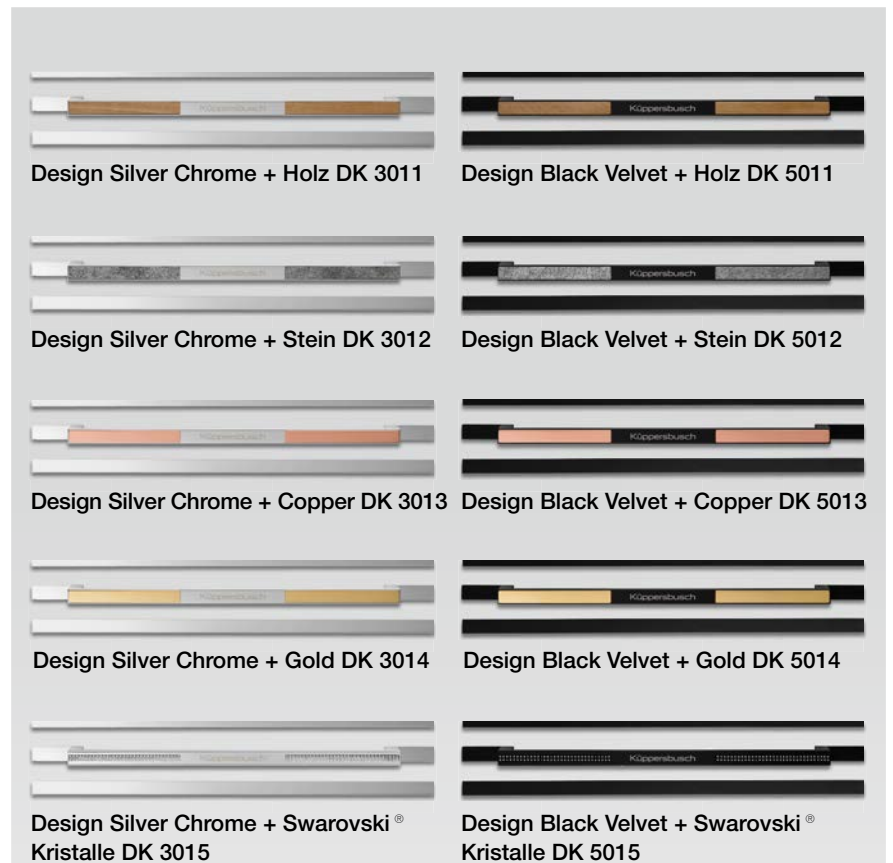 Küppersbusch
Küppersbusch
Design Silver Chrome + Holz DK 3011
Design Black Velvet + Holz DK 5011
Küppersbusch
Küppersbusch
Design Silver Chrome + Stein DK 3012
Design Black Velvet + Stein DK 5012
Küppersbusch
Küppersbusch
Design Silver Chrome + Copper DK 3013
Design Black Velvet + Copper DK 5013
Küppersbusch
Küppersbusch
Design Silver Chrome + Gold DK 3014
Design Black Velvet + Gold DK 5014
Küppersbusch
Küppersbusch
Design Silver Chrome + Swarovski ®
Kristalle DK 3015
Design Black Velvet + Swarovski ®
Kristalle DK 5015